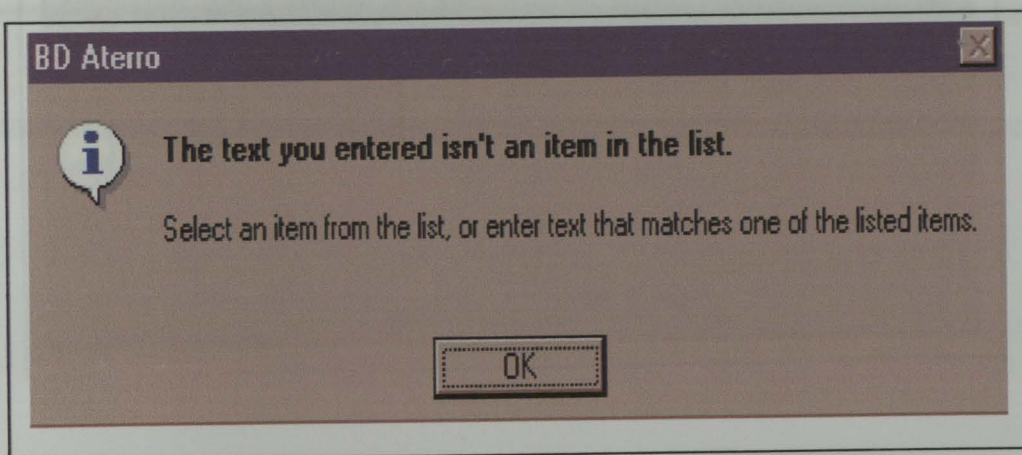 BD Aterro
The text you entered isn't an item in the list.
Select an item from the list, or enter text that matches one of the listed items.
OK